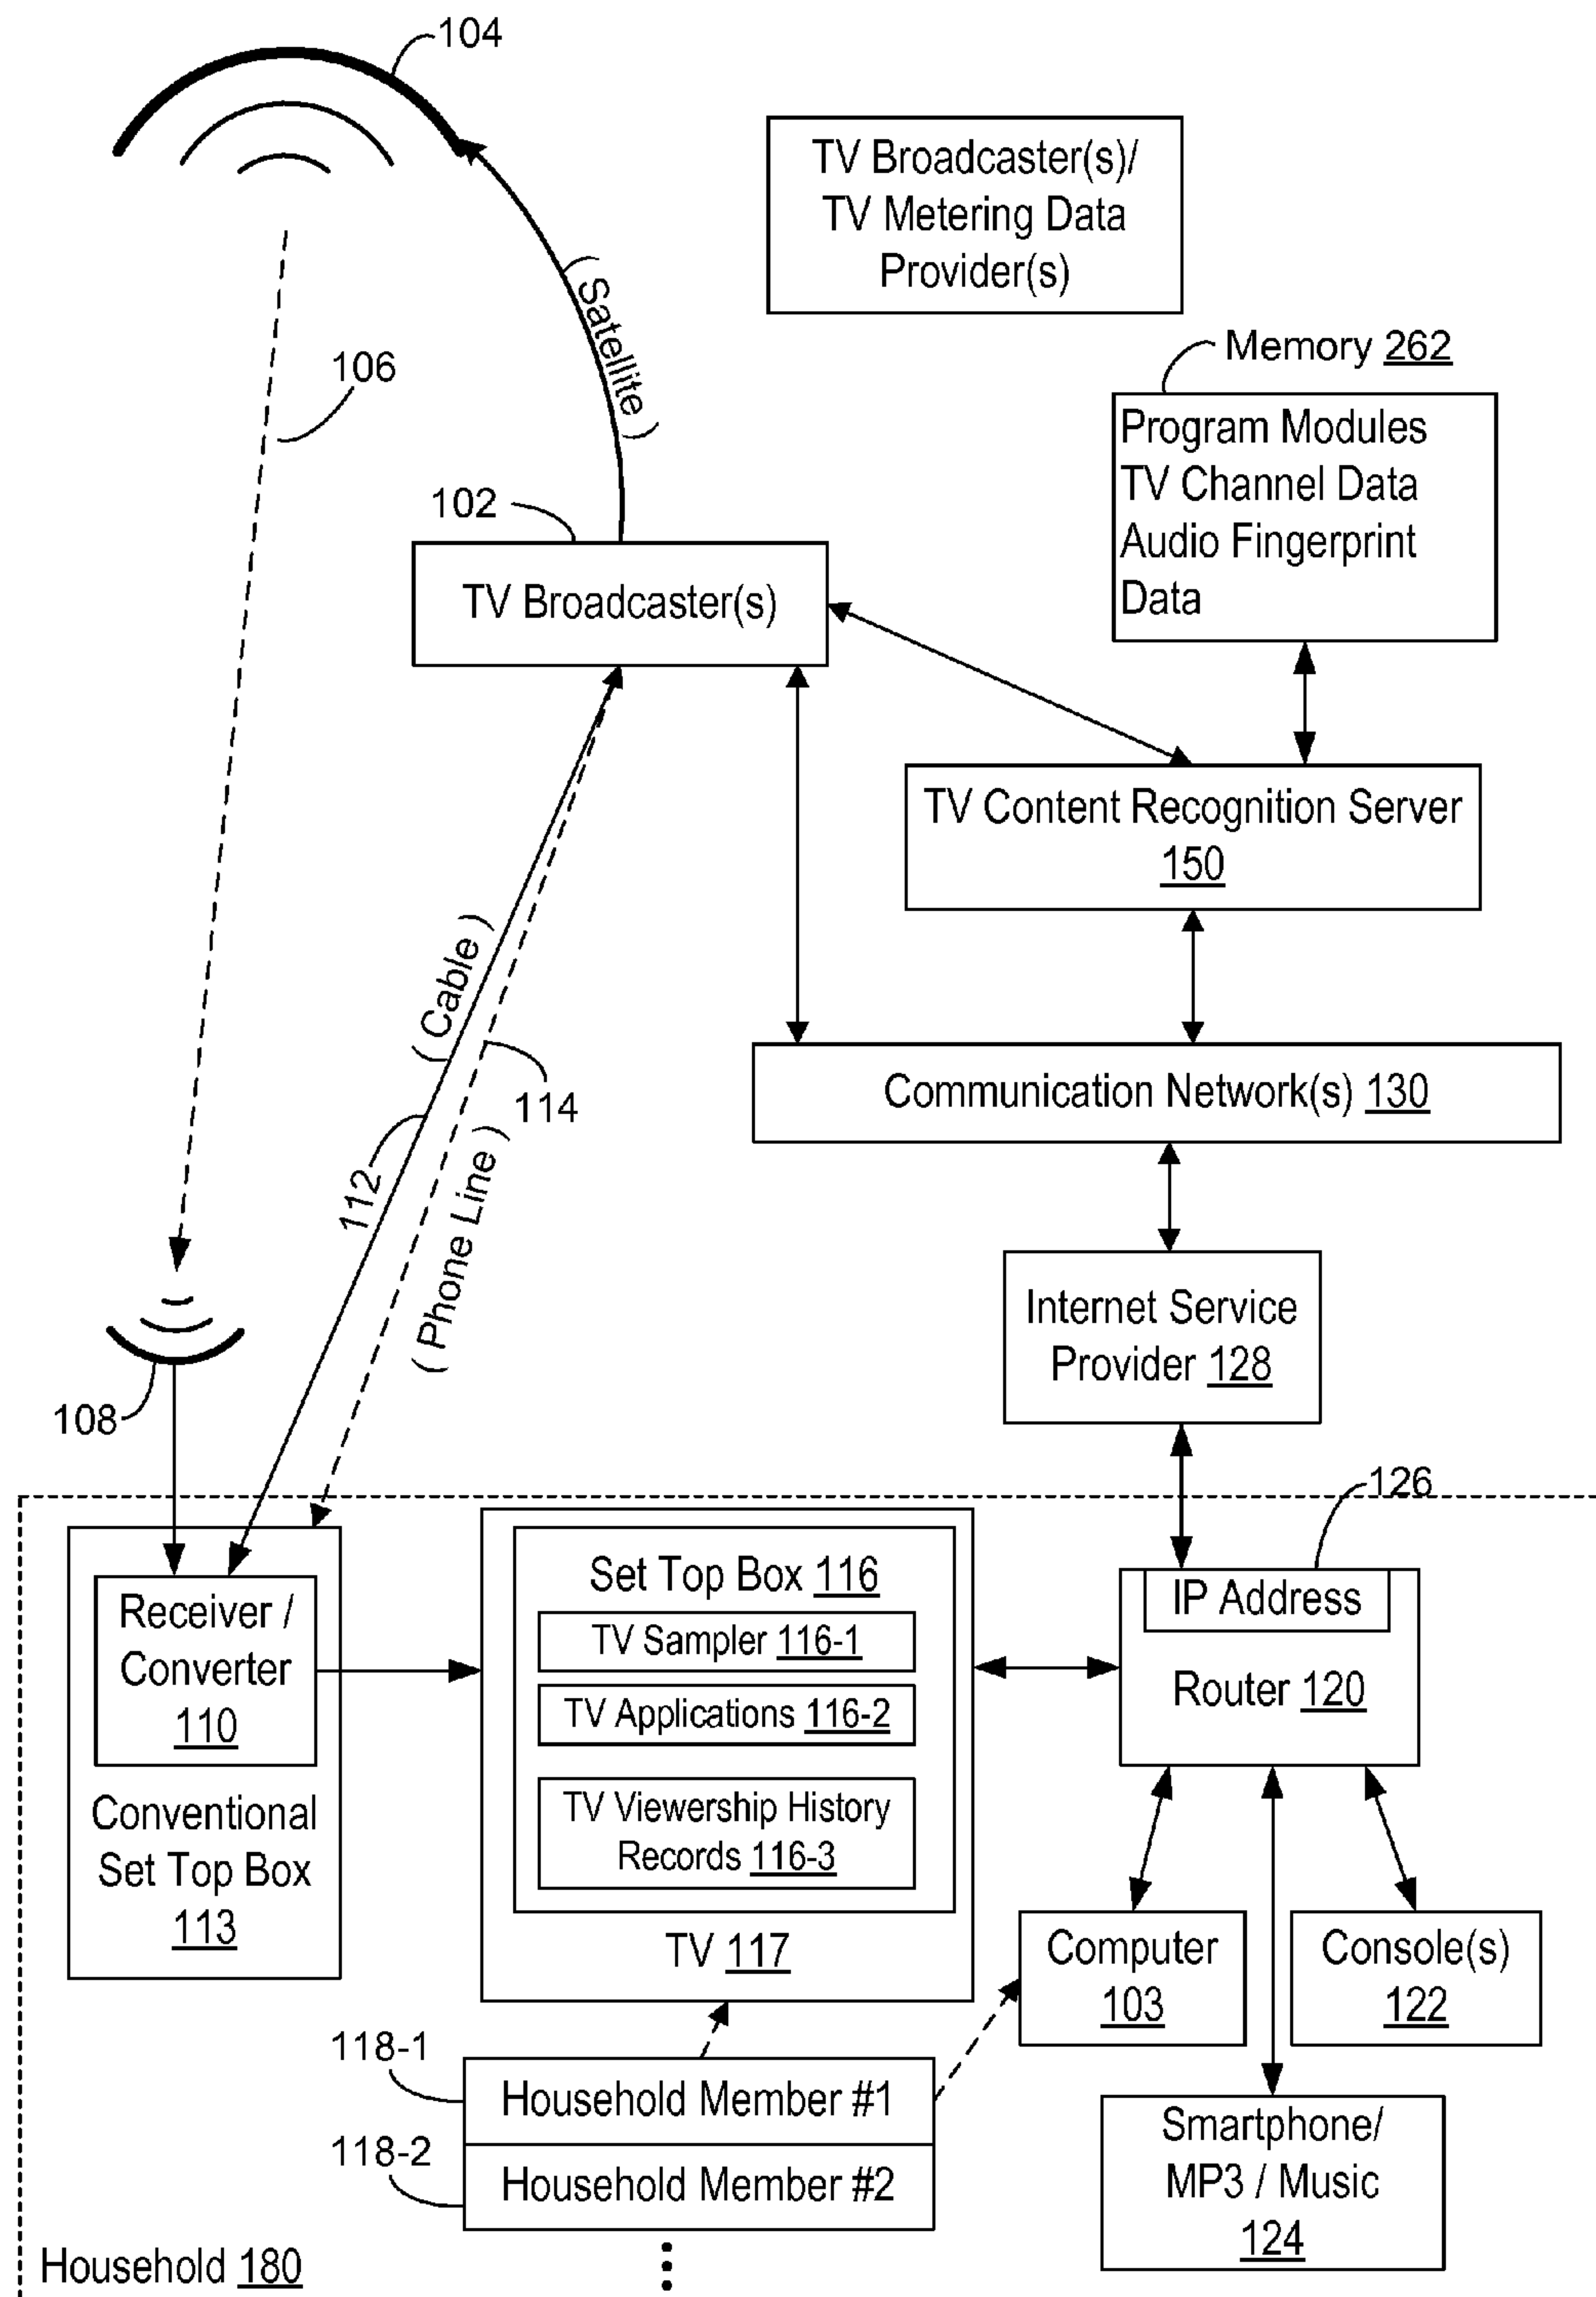 104
TV Broadcaster(s)/
TV Metering Data
Provider(s)
( Satellite )
106
Memory 262
Program Modules
TV Channel Data
Audio Fingerprint
Data
102
TV Broadcaster(s)
TV Content Recognition Server
150
( Cable )
114
Communication Network(s) 130
112
( Phone Line )
Internet Service
Provider 128
108
126
Receiver /
Converter
110
Conventional
Set Top Box
113
Set Top Box 116
TV Sampler 116-1
TV Applications 116-2
TV Viewership History
Records 116-3
TV 117
IP Address
Router 120
Computer
103
Console(s)
122
118-1
Household Member #1
118-2
Household Member #2
Smartphone/
MP3 / Music
124
Household 180